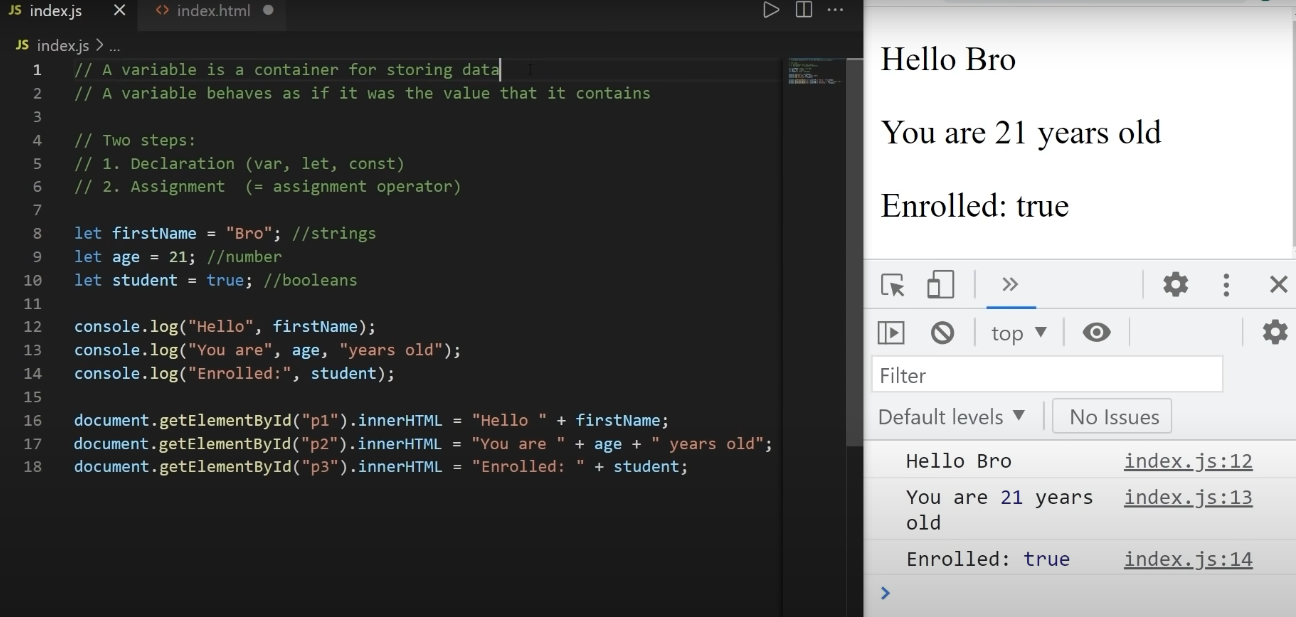 JS index.js
<> index.html
JS index.js > ...
1 // A variable is a container for storing data
2 // A variable behaves as if it was the value that it contains
3
4 // Two steps:
5 // 1. Declaration (var, let, const)
6 // 2. Assignment  (= assignment operator)
7
8 let firstName = "Bro"; //strings
9 let age = 21; //number
10 let student = true; //booleans
11
12 console.log("Hello", firstName);
13 console.log("You are", age, "years old");
14 console.log("Enrolled:", student);
15
16 document.getElementById("p1").innerHTML = "Hello " + firstName;
17 document.getElementById("p2").innerHTML = "You are " + age + " years old";
18 document.getElementById("p3").innerHTML = "Enrolled: " + student;
Hello Bro
You are 21 years old
Enrolled: true
top
Filter
Default levels
No Issues
Hello Bro index.js:12
You are 21 years index.js:13
old
Enrolled: true index.js:14